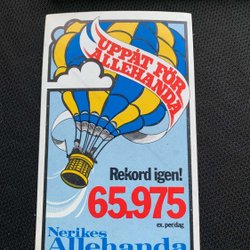 UPPÅT FÖR
ALLEHANDA
Rekord igen!
65.975
ex. per dag
Nerikes
Allehanda